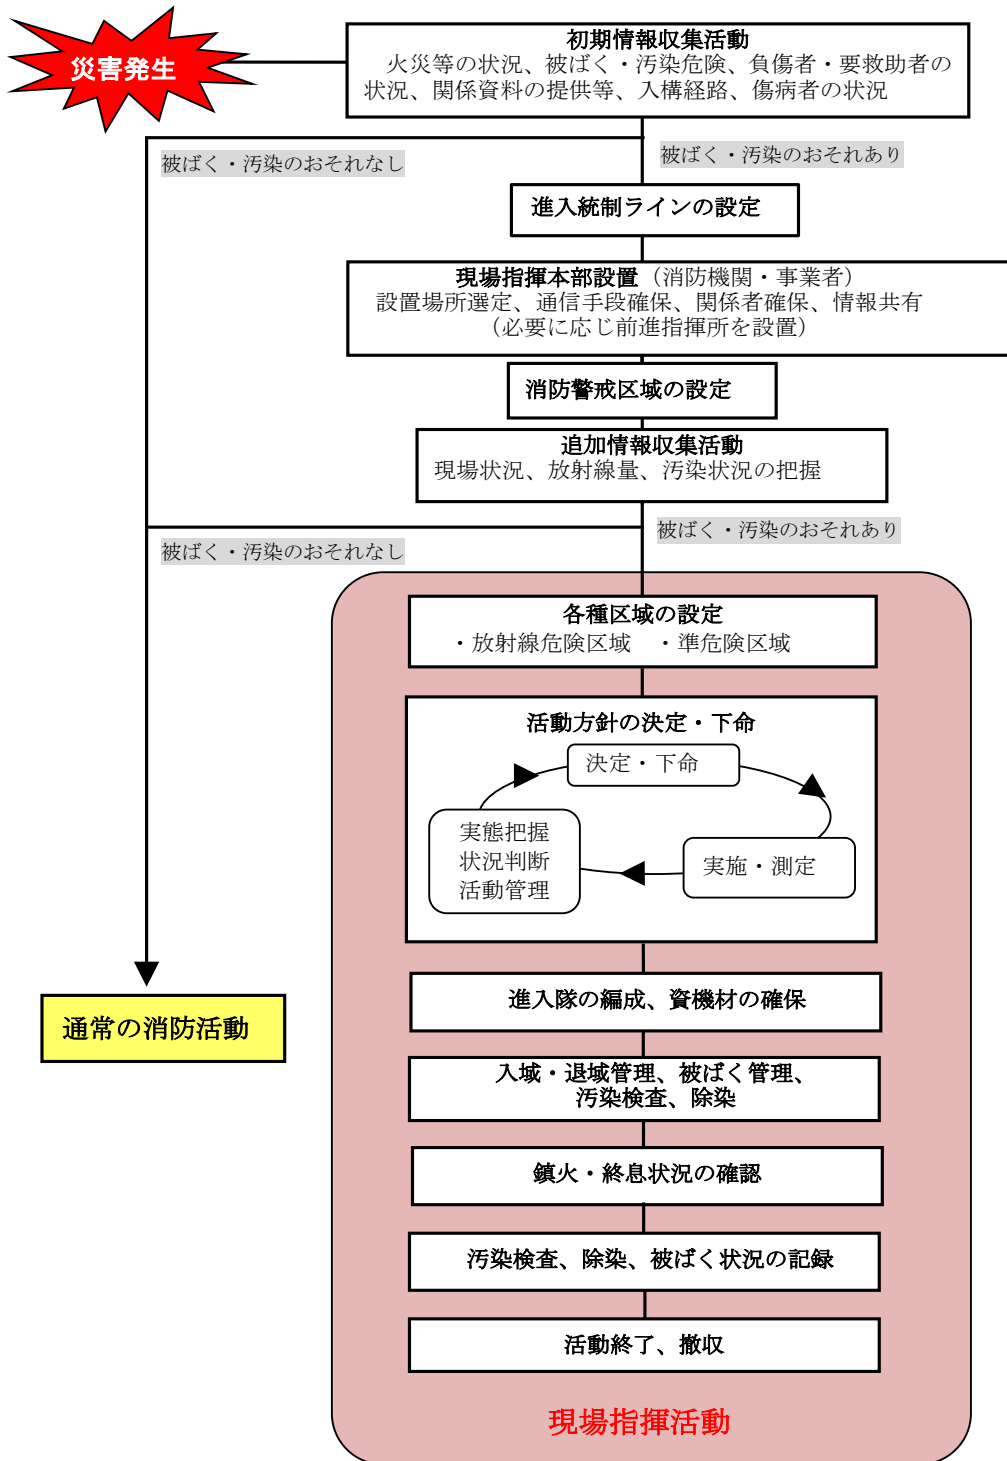 災害発生
初期情報収集活動
火災等の状況、被ばく・汚染危険、負傷者・要救助者の
状況、関係資料の提供等、入構経路、傷病者の状況
被ばく・汚染のおそれなし
被ばく・汚染のおそれあり
進入統制ラインの設定
現場指揮本部設置（消防機関・事業者）
設置場所選定、通信手段確保、関係者確保、情報共有
（必要に応じ前進指揮所を設置）
消防警戒区域の設定
追加情報収集活動
現場状況、放射線量、汚染状況の把握
被ばく・汚染のおそれあり
被ばく・汚染のおそれなし
各種区域の設定
・放射線危険区域　・準危険区域
活動方針の決定・下命
決定・下命
実態把握
状況判断
活動管理
実施・測定
進入隊の編成、資機材の確保
通常の消防活動
入域・退域管理、被ばく管理、
汚染検査、除染
鎮火・終息状況の確認
汚染検査、除染、被ばく状況の記録
活動終了、撤収
現場指揮活動